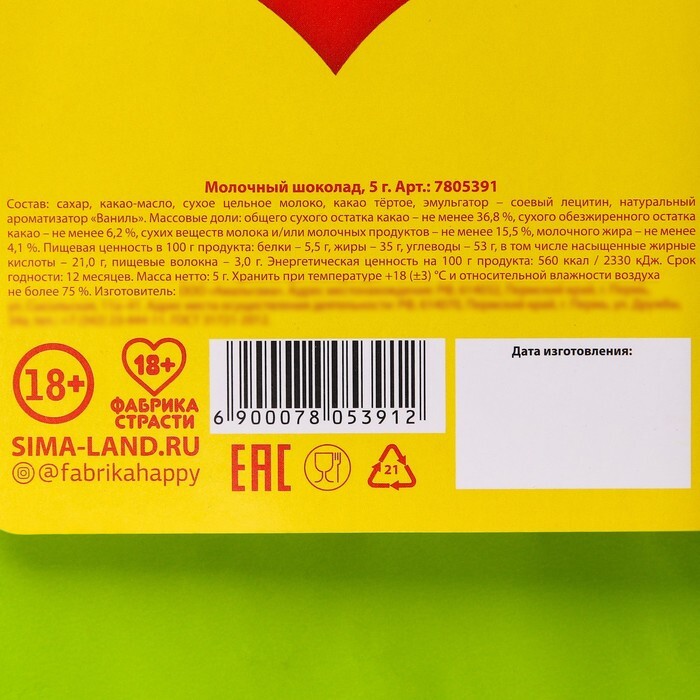 Молочный шоколад, 5 г. Арт.: 7805391
Состав: сахар, какао-масло, сухое цельное молоко, какао тёртое, эмульгатор – соевый лецитин, натуральный
ароматизатор «Ваниль». Массовые доли: общего сухого остатка какао – не менее 36,8 %, сухого обезжиренного остатка
какао – не менее 6,2 %, сухих веществ молока и/или молочных продуктов – не менее 15,5 %, молочного жира – не менее
4,1 %. Пищевая ценность в 100 г продукта: белки – 5,5 г, жиры – 35 г, углеводы – 53 г, в том числе насыщенные жирные
кислоты – 21,0 г, пищевые волокна – 3,0 г. Энергетическая ценность на 100 г продукта: 560 ккал / 2330 кДж. Срок
годности: 12 месяцев. Масса нетто: 5 г. Хранить при температуре +18 (±3) °С и относительной влажности воздуха
не более 75 %. Изготовитель:
18+
18+
ФАБРИКА
СТРАСТИ
SIMA-LAND.RU
@fabrikahappy
6 900078 053912
EAC
21
Дата изготовления: